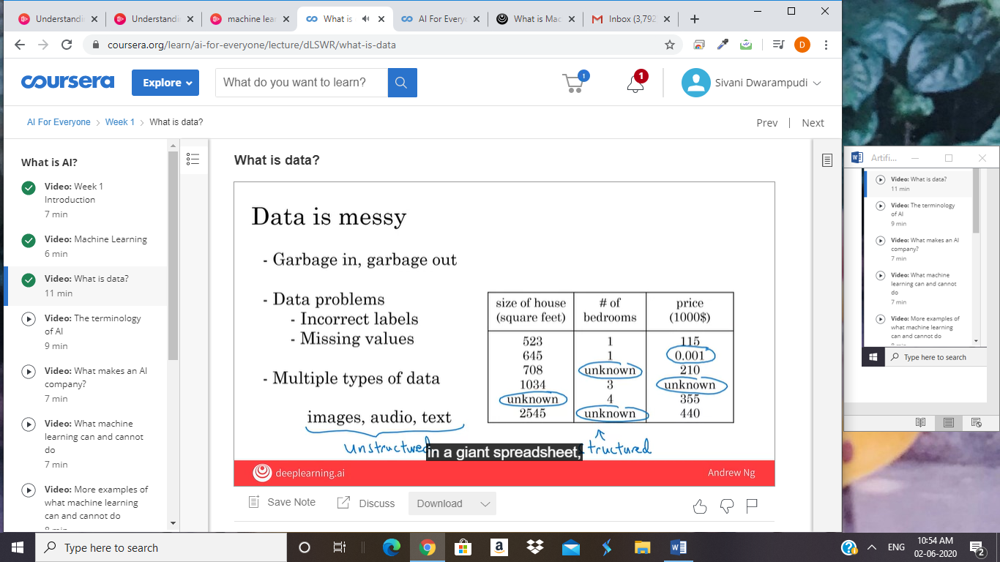 Understandin
Understandin
machine lear
What is
AI For Everyo
What is Mac
Inbox (3,792
coursera.org/learn/ai-for-everyone/lecture/dLSWR/what-is-data
D
coursera
Explore
What do you want to learn?
1
1
Sivani Dwarampudi
AI For Everyone > Week 1 > What is data?
Prev | Next
What is AI?
Video: Week 1
Introduction
7 min
Video: Machine Learning
6 min
Video: What is data?
11 min
Video: The terminology
of AI
9 min
Video: What makes an AI
company?
7 min
Video: What machine
learning can and cannot
do
7 min
Video: More examples of
what machine learning
can and cannot do
8 min
What is data?
Data is messy
- Garbage in, garbage out
- Data problems
- Incorrect labels
- Missing values
- Multiple types of data
images, audio, text
unstructured
size of house
(square feet)
# of
bedrooms
price
(1000$)
523 1 115
645 1 0.001
708 unknown 210
1034 3 unknown
unknown 4 355
2545 unknown 440
tructured
in a giant spreadsheet,
deeplearning.ai
Andrew Ng
Save Note
Discuss
Download
Artifi...
Video: What is data?
11 min
Video: The terminology
of AI
9 min
Video: What makes an AI
company?
7 min
Video: What machine
learning can and cannot
do
7 min
Video: More examples of
what machine learning
can and cannot do
Type here to search
Type here to search
ENG
10:54 AM
02-06-2020
2